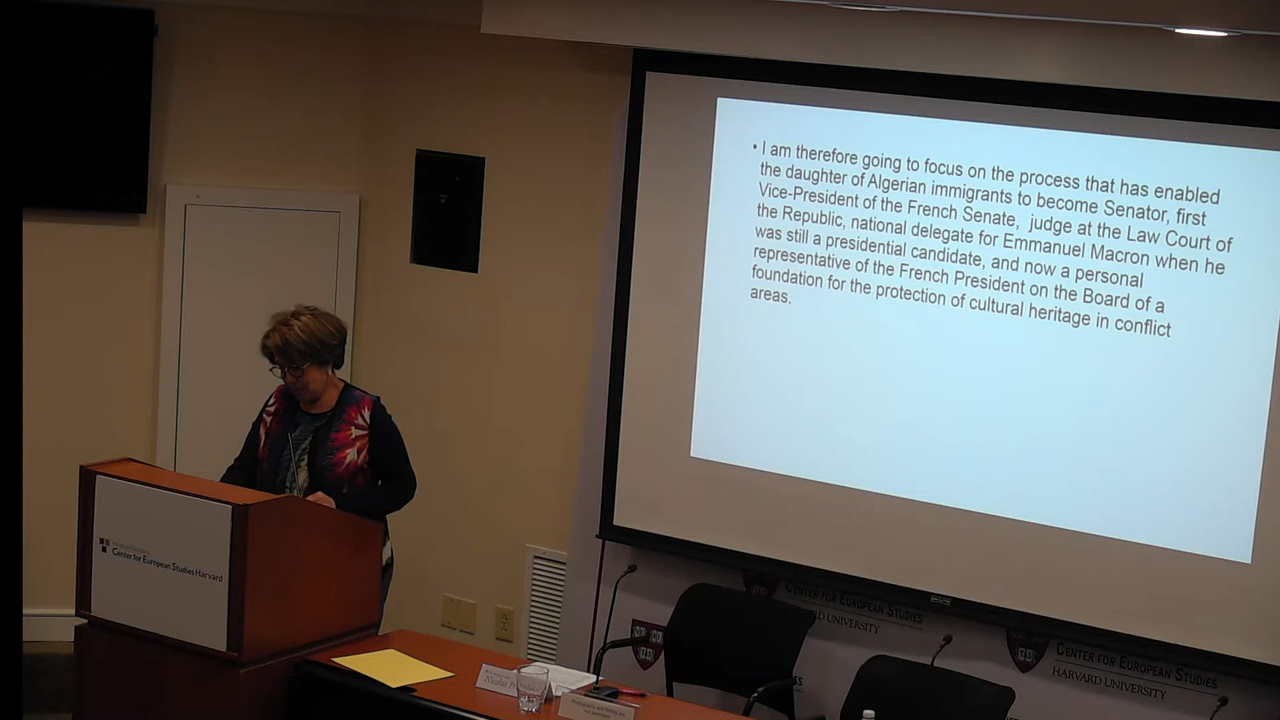 • I am therefore going to focus on the process that has enabled
the daughter of Algerian immigrants to become Senator, first
Vice-President of the French Senate, judge at the Law Court of
the Republic, national delegate for Emmanuel Macron when he
was still a presidential candidate, and now a personal
representative of the French President on the Board of a
foundation for the protection of cultural heritage in conflict
areas.
Center for European Studies Harvard
CENTER FOR EUROPEAN STUDIES
HARVARD UNIVERSITY
CENTER FOR EUROPEAN STUDIES
HARVARD UNIVERSITY
Nicolas